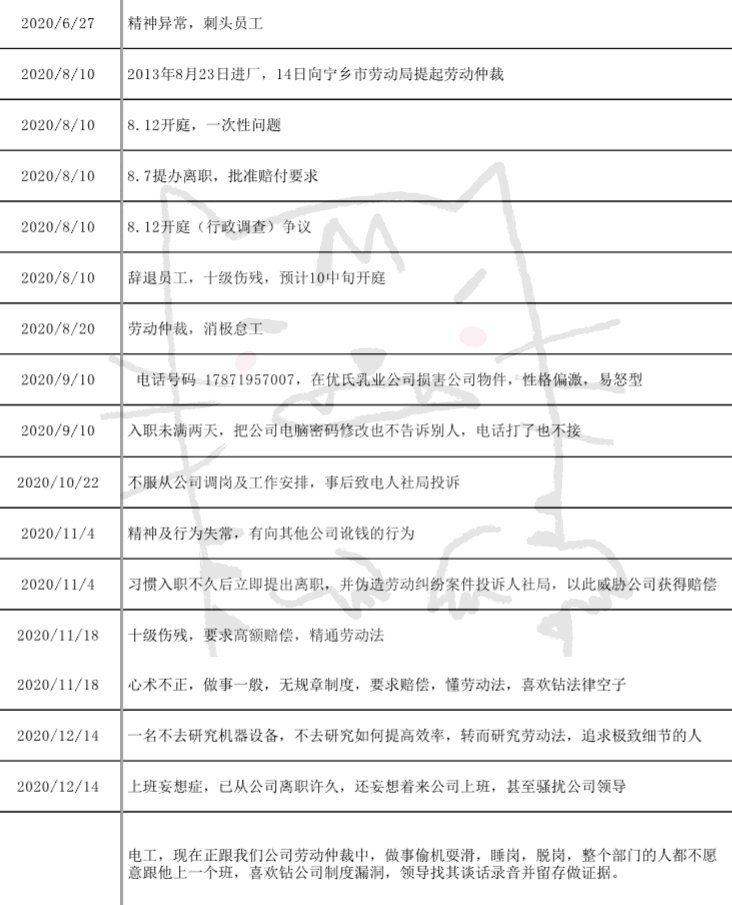 2020/6/27 精神异常，刺头员工
2020/8/10 2013年8月23日进厂，14日向宁乡市劳动局提起劳动仲裁
2020/8/10 8.12开庭，一次性问题
2020/8/10 8.7提办离职，批准赔付要求
2020/8/10 8.12开庭（行政调查）争议
2020/8/10 辞退员工，十级伤残，预计10中旬开庭
2020/8/20 劳动仲裁，消极怠工
2020/9/10 电话号码 17871957007，在优氏乳业公司损害公司物件，性格偏激，易怒型
2020/9/10 入职未满两天，把公司电脑密码修改也不告诉别人，电话打了也不接
2020/10/22 不服从公司调岗及工作安排，事后致电人社局投诉
2020/11/4 精神及行为失常，有向其他公司讹钱的行为
2020/11/4 习惯入职不久后立即提出离职，并伪造劳动纠纷案件投诉人社局，以此威胁公司获得赔偿
2020/11/18 十级伤残，要求高额赔偿，精通劳动法
2020/11/18 心术不正，做事一般，无规章制度，要求赔偿，懂劳动法，喜欢钻法律空子
2020/12/14 一名不去研究机器设备，不去研究如何提高效率，转而研究劳动法，追求极致细节的人
2020/12/14 上班妄想症，已从公司离职许久，还妄想着来公司上班，甚至骚扰公司领导
电工，现在正跟我们公司劳动仲裁中，做事偷机耍滑，睡岗，脱岗，整个部门的人都不愿
意跟他上一个班，喜欢钻公司制度漏洞，领导找其谈话录音并留存做证据。